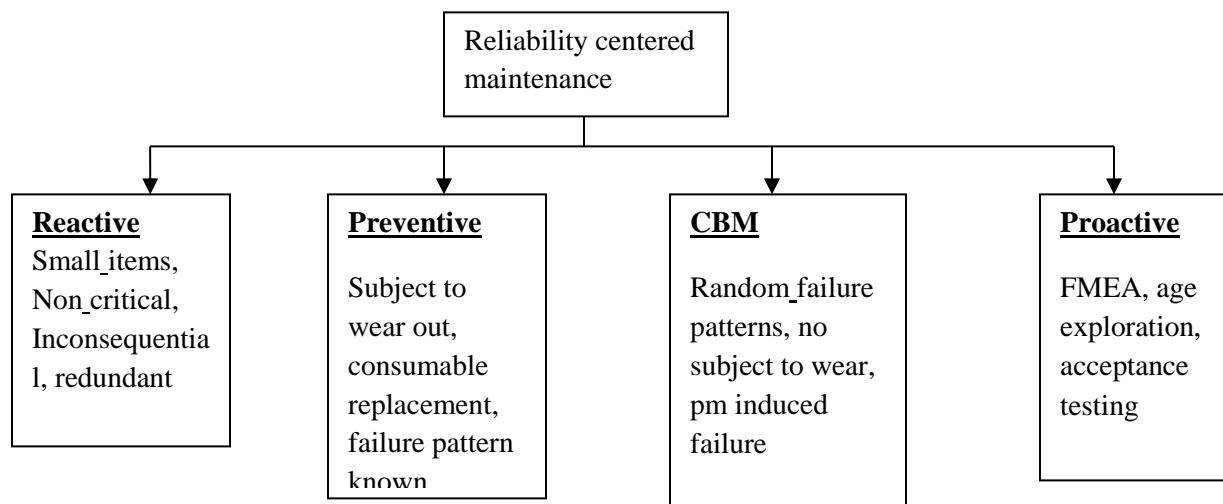 Reliability centered
maintenance
Reactive
Small items,
Non critical,
Inconsequentia
l, redundant
Preventive
Subject to
wear out,
consumable
replacement,
failure pattern
known
CBM
Random failure
patterns, no
subject to wear,
pm induced
failure
Proactive
FMEA, age
exploration,
acceptance
testing